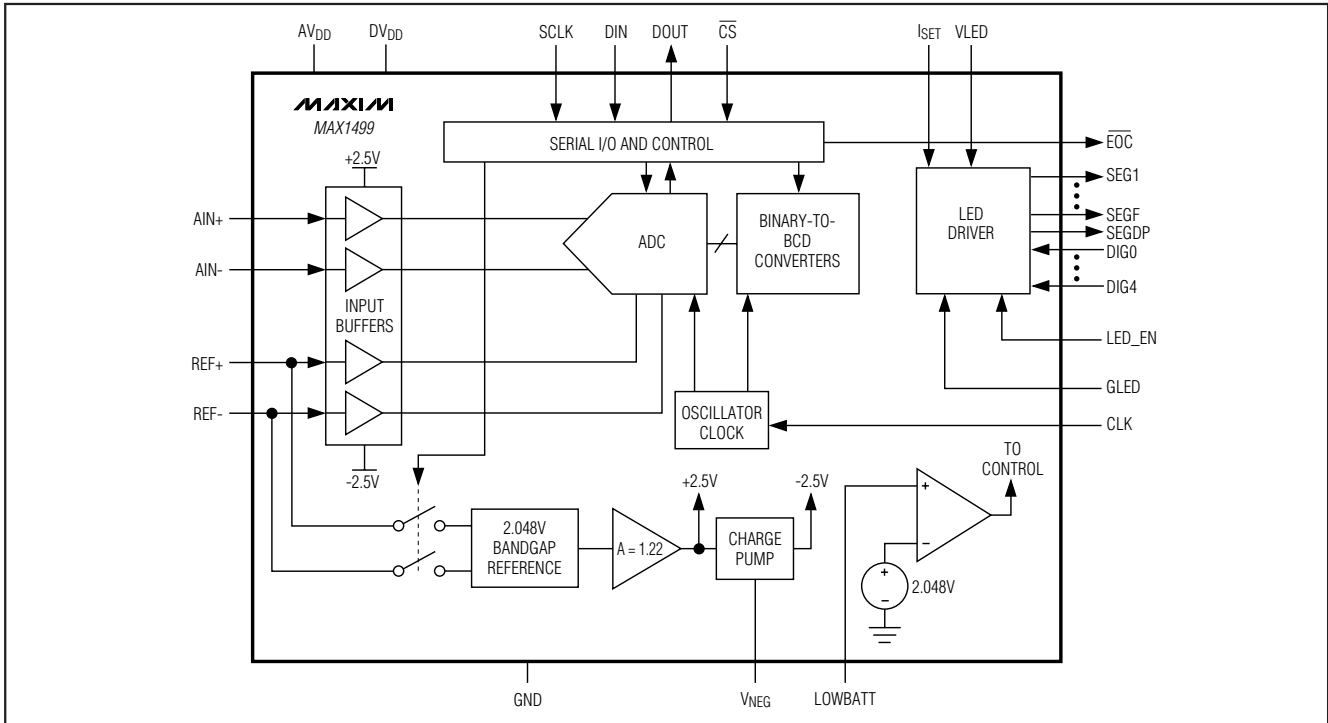 AVDD
DVDD
SCLK
DIN
DOUT
CS
ISET
VLED
MAXIM
MAX1499
SERIAL I/O AND CONTROL
EOC
+2.5V
SEG1
AIN+
ADC
BINARY-TO-
BCD
CONVERTERS
LED
DRIVER
SEGF
SEGDP
DIG0
AIN-
DIG4
INPUT
BUFFERS
LED_EN
REF+
GLED
REF-
OSCILLATOR
CLOCK
CLK
-2.5V
+2.5V
-2.5V
TO
CONTROL
+
−
2.048V
BANDGAP
REFERENCE
A = 1.22
CHARGE
PUMP
+
−
2.048V
GND
VNEG
LOWBATT